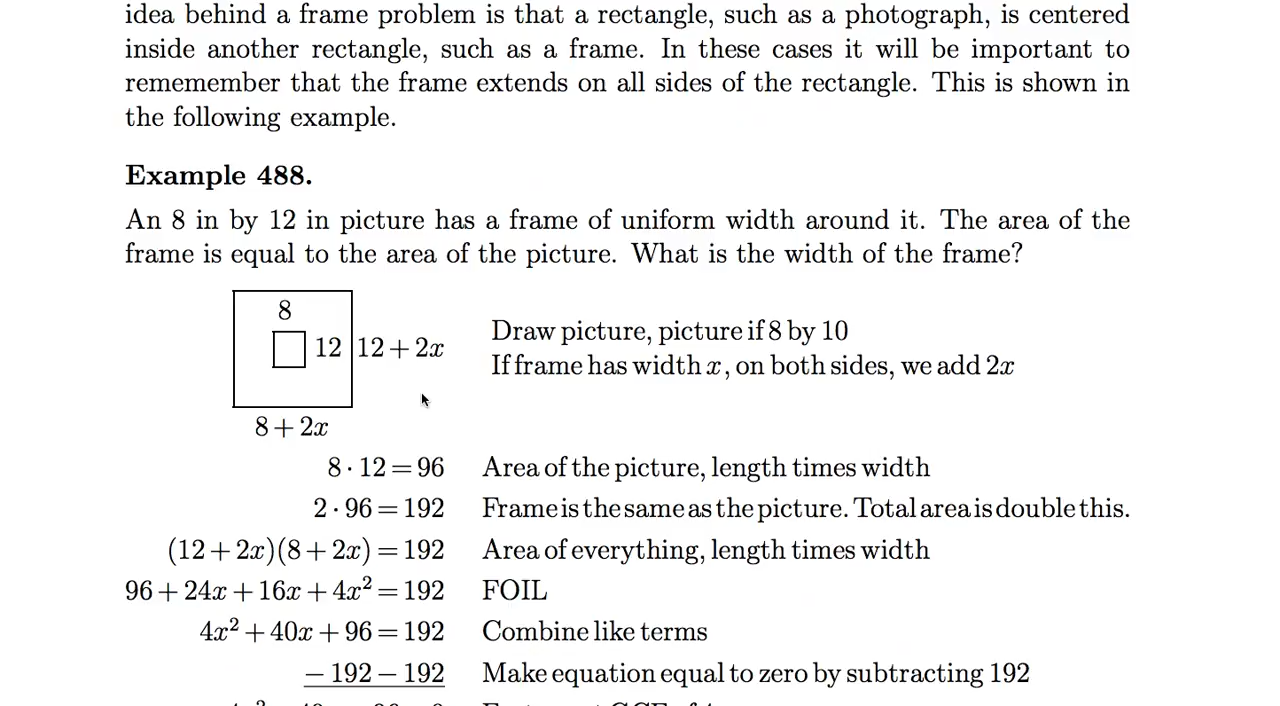 idea behind a frame problem is that a rectangle, such as a photograph, is centered
inside another rectangle, such as a frame. In these cases it will be important to
rememember that the frame extends on all sides of the rectangle. This is shown in
the following example.
Example 488.
An 8 in by 12 in picture has a frame of uniform width around it. The area of the
frame is equal to the area of the picture. What is the width of the frame?
8
12 12 + 2x
8 + 2x
Draw picture, picture if 8 by 10
If frame has width x, on both sides, we add 2x
8 · 12 = 96 Area of the picture, length times width
2 · 96 = 192 Frame is the same as the picture. Total area is double this.
(12 + 2x)(8 + 2x) = 192 Area of everything, length times width
96 + 24x + 16x + 4x² = 192 FOIL
4x² + 40x + 96 = 192 Combine like terms
− 192 − 192 Make equation equal to zero by subtracting 192